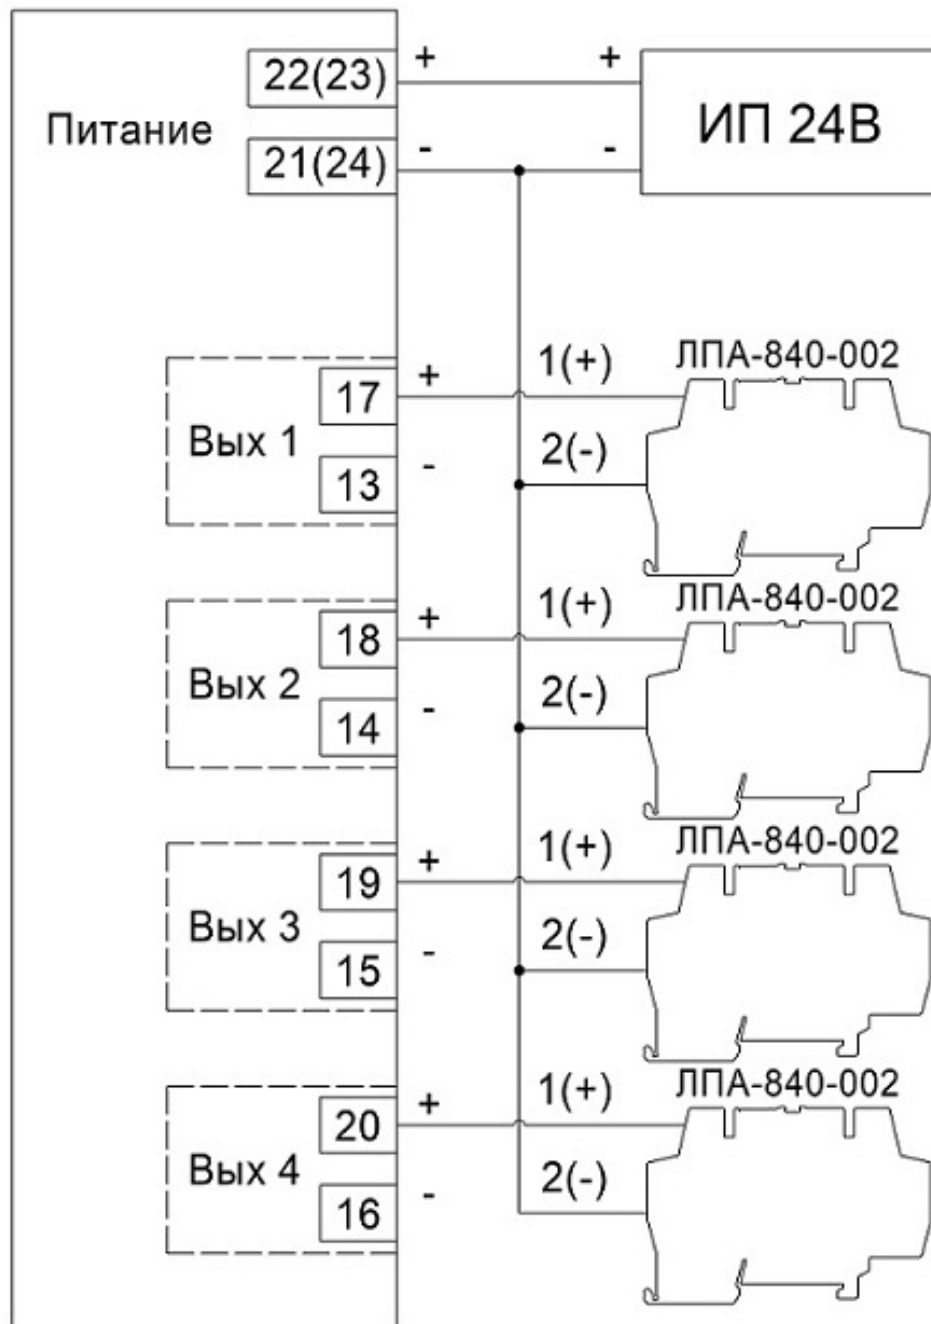 22(23) + + ИП 24В
Питание
21(24) - -
ЛПА-840-002
17 + 1(+)
Вых 1
13 - 2(-)
ЛПА-840-002
18 + 1(+)
Вых 2
14 - 2(-)
ЛПА-840-002
19 + 1(+)
Вых 3
15 - 2(-)
ЛПА-840-002
20 + 1(+)
Вых 4
16 - 2(-)